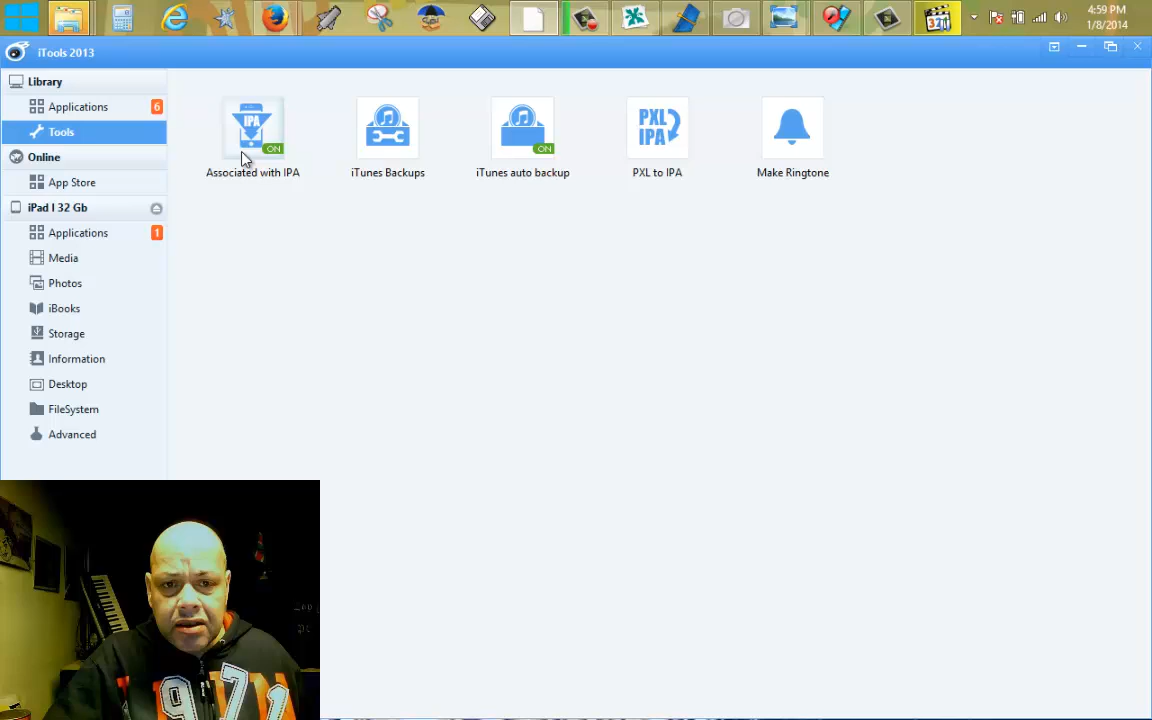 321
4:59 PM
1/8/2014
iTools 2013
Library
Applications 6
Tools
Online
App Store
iPad I 32 Gb
Applications 1
Media
Photos
iBooks
Storage
Information
Desktop
FileSystem
Advanced
IPA
ON
Associated with IPA
iTunes Backups
ON
iTunes auto backup
PXL
IPA
PXL to IPA
Make Ringtone
971